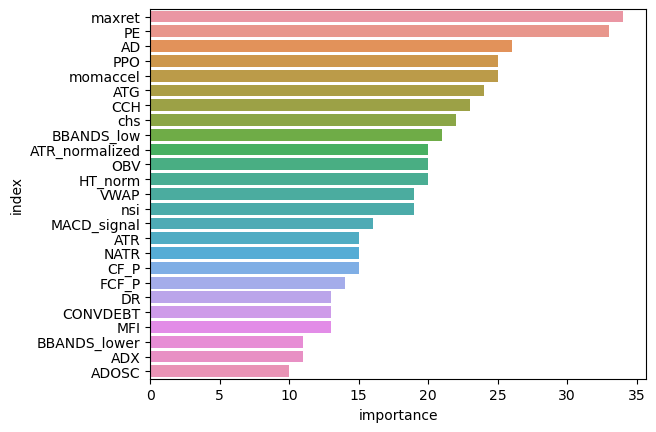 maxret
PE
AD
PPO
momaccel
ATG
CCH
chs
BBANDS_low
ATR_normalized
OBV
HT_norm
VWAP
nsi
MACD_signal
ATR
NATR
CF_P
FCF_P
DR
CONVDEBT
MFI
BBANDS_lower
ADX
ADOSC
index
0 5 10 15 20 25 30 35
importance